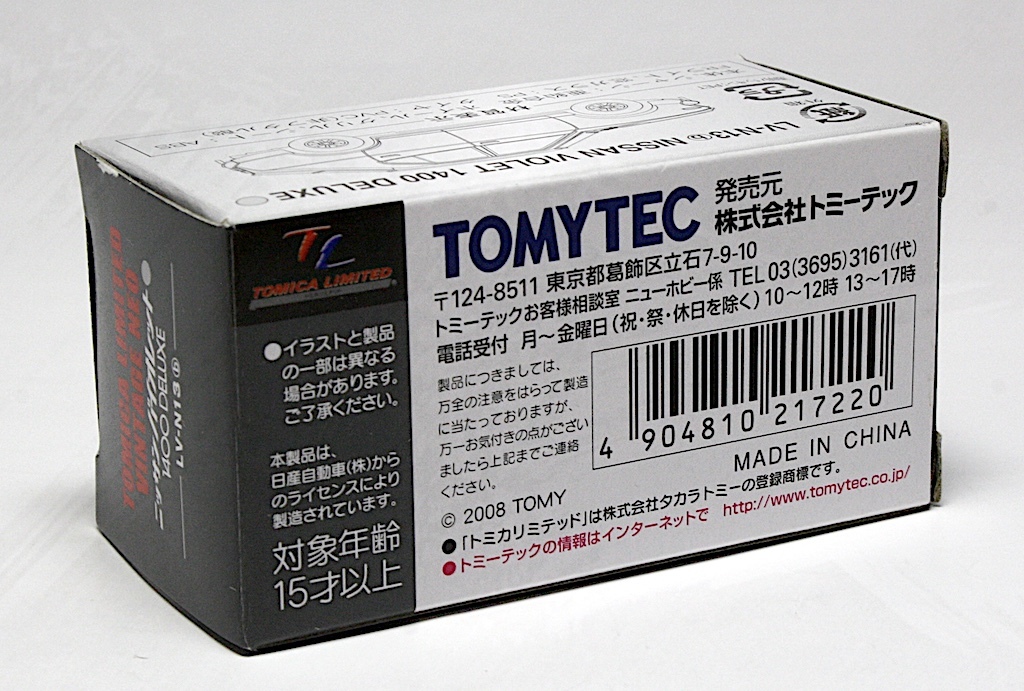 LV-N13ⓑ NISSAN VIOLET 1400 DELUXE
TL
TOMICA LIMITED
●イラストと製品
の一部は異なる
場合があります。
ご了承ください。
本製品は、
日産自動車(株)から
のライセンスにより
製造されています。
対象年齢
15才以上
TOMYTEC 発売元
株式会社トミーテック
〒124-8511 東京都葛飾区立石7-9-10
トミーテックお客様相談室 ニューホビー係 TEL 03(3695)3161(代)
電話受付 月〜金曜日(祝・祭・休日を除く) 10〜12時 13〜17時
製品につきましては、
万全の注意をはらって製造
に当たっておりますが、
万一お気付きの点がござい
ましたら上記までご連絡
ください。
4 904810 217220
MADE IN CHINA
© 2008 TOMY
●「トミカリミテッド」は株式会社タカラトミーの登録商標です。
●トミーテックの情報はインターネットで http://www.tomytec.co.jp/
1400 DELUXE
LV-N13ⓑ